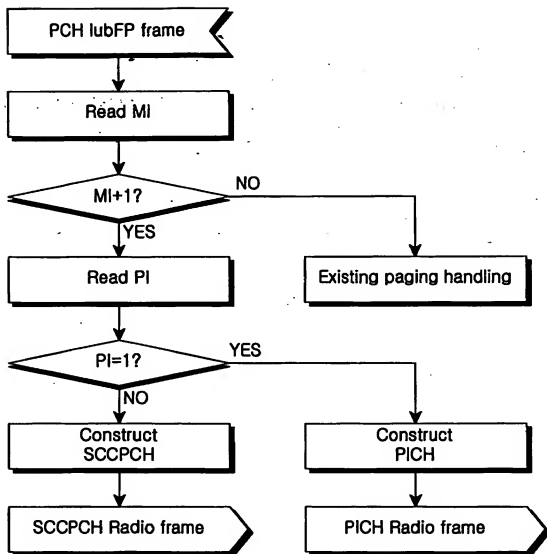 PCH IubFP frame
Read MI
MI+1?
NO
YES
Read PI
Existing paging handling
PI=1?
YES
NO
Construct
SCCPCH
Construct
PICH
SCCPCH Radio frame
PICH Radio frame